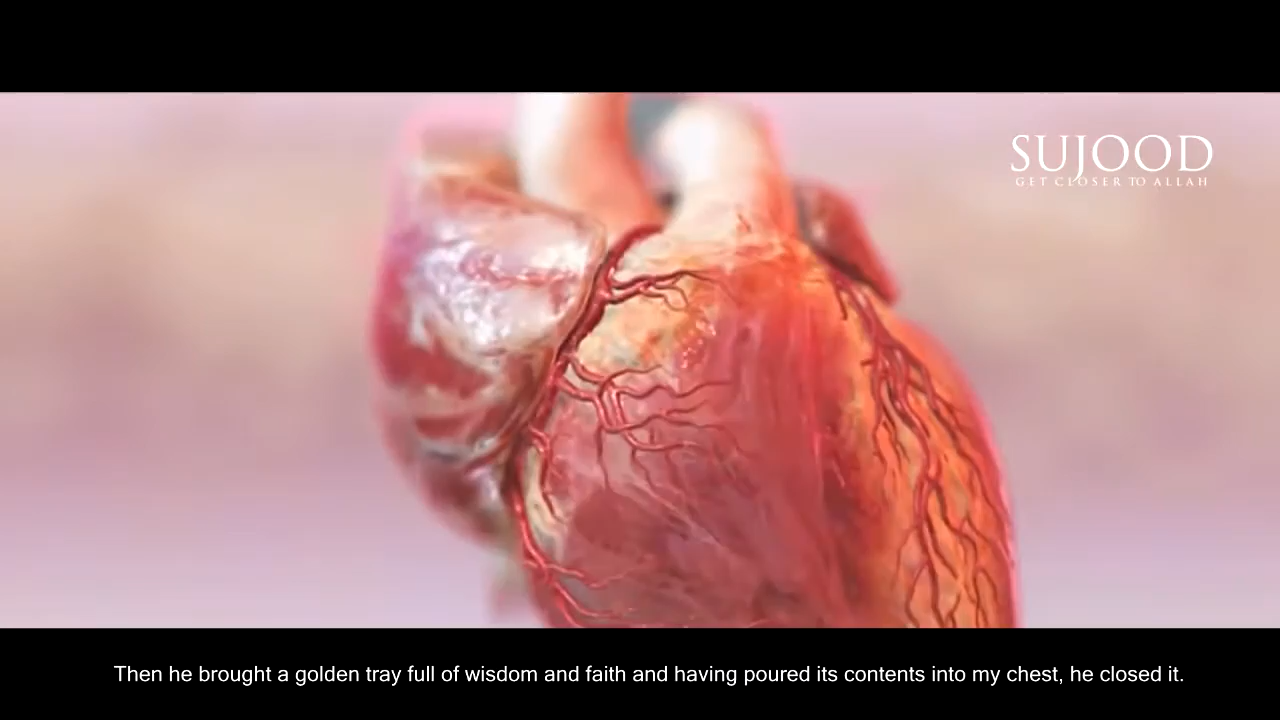 SUJOOD
GET CLOSER TO ALLAH
Then he brought a golden tray full of wisdom and faith and having poured its contents into my chest, he closed it.